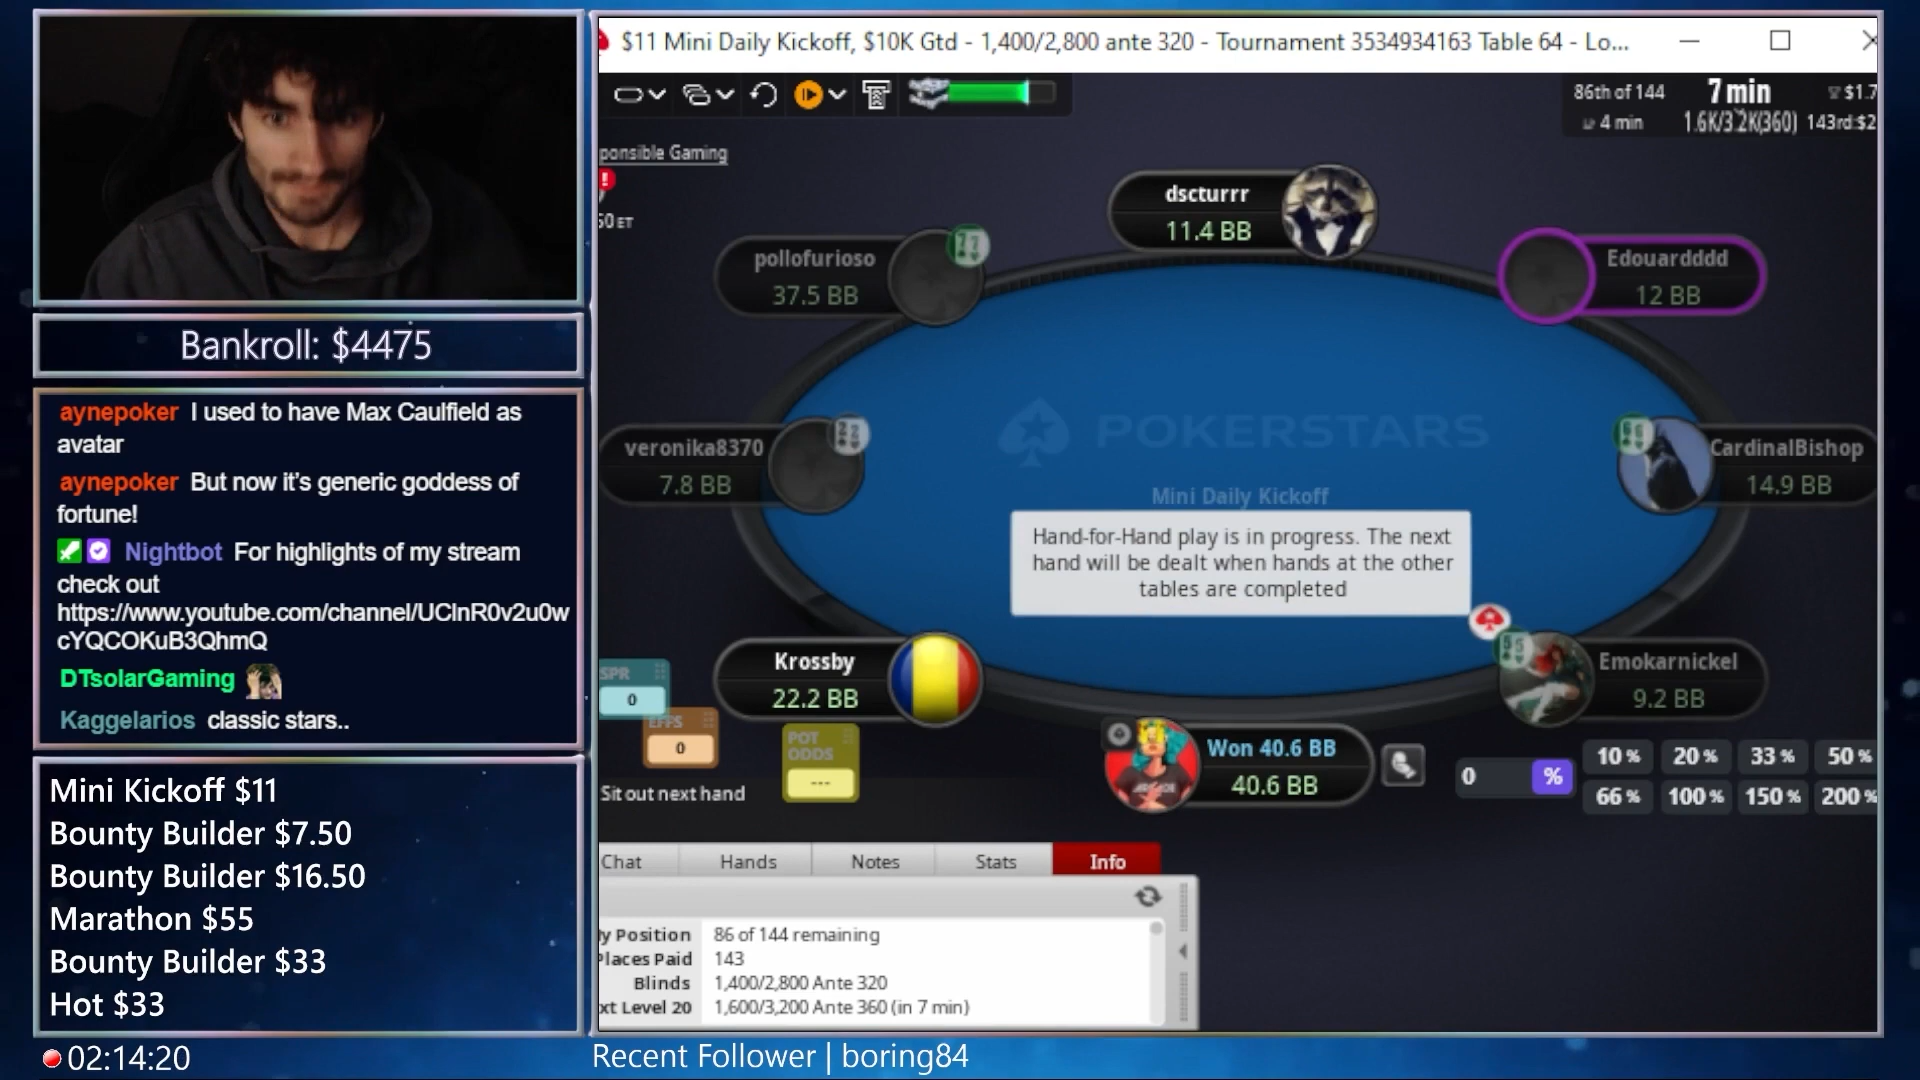 $11 Mini Daily Kickoff, $10K Gtd - 1,400/2,800 ante 320 - Tournament 3534934163 Table 64 - Lo...
86th of 144
7 min
$1.7
4 min
1.6K/3.2K(360)
143rd:$2
ponsible Gaming
50 ET
dscturrr
11.4 BB
pollofurioso
37.5 BB
Edouardddd
12 BB
veronika8370
7.8 BB
CardinalBishop
14.9 BB
POKERSTARS
Mini Daily Kickoff
Hand-for-Hand play is in progress. The next
hand will be dealt when hands at the other
tables are completed
Krossby
22.2 BB
Emokarnickel
9.2 BB
Won 40.6 BB
40.6 BB
SPR
0
EFFS
0
POT
ODDS
---
Sit out next hand
0 %
10 % 20 % 33 % 50 %
66 % 100 % 150 % 200 %
Chat Hands Notes Stats Info
y Position 86 of 144 remaining
Places Paid 143
Blinds 1,400/2,800 Ante 320
xt Level 20 1,600/3,200 Ante 360 (in 7 min)
Bankroll: $4475
aynepoker I used to have Max Caulfield as
avatar
aynepoker But now it's generic goddess of
fortune!
Nightbot For highlights of my stream
check out
https://www.youtube.com/channel/UClnR0v2u0w
cYQCOKuB3QhmQ
DTsolarGaming
Kaggelarios classic stars..
Mini Kickoff $11
Bounty Builder $7.50
Bounty Builder $16.50
Marathon $55
Bounty Builder $33
Hot $33
02:14:20
Recent Follower | boring84